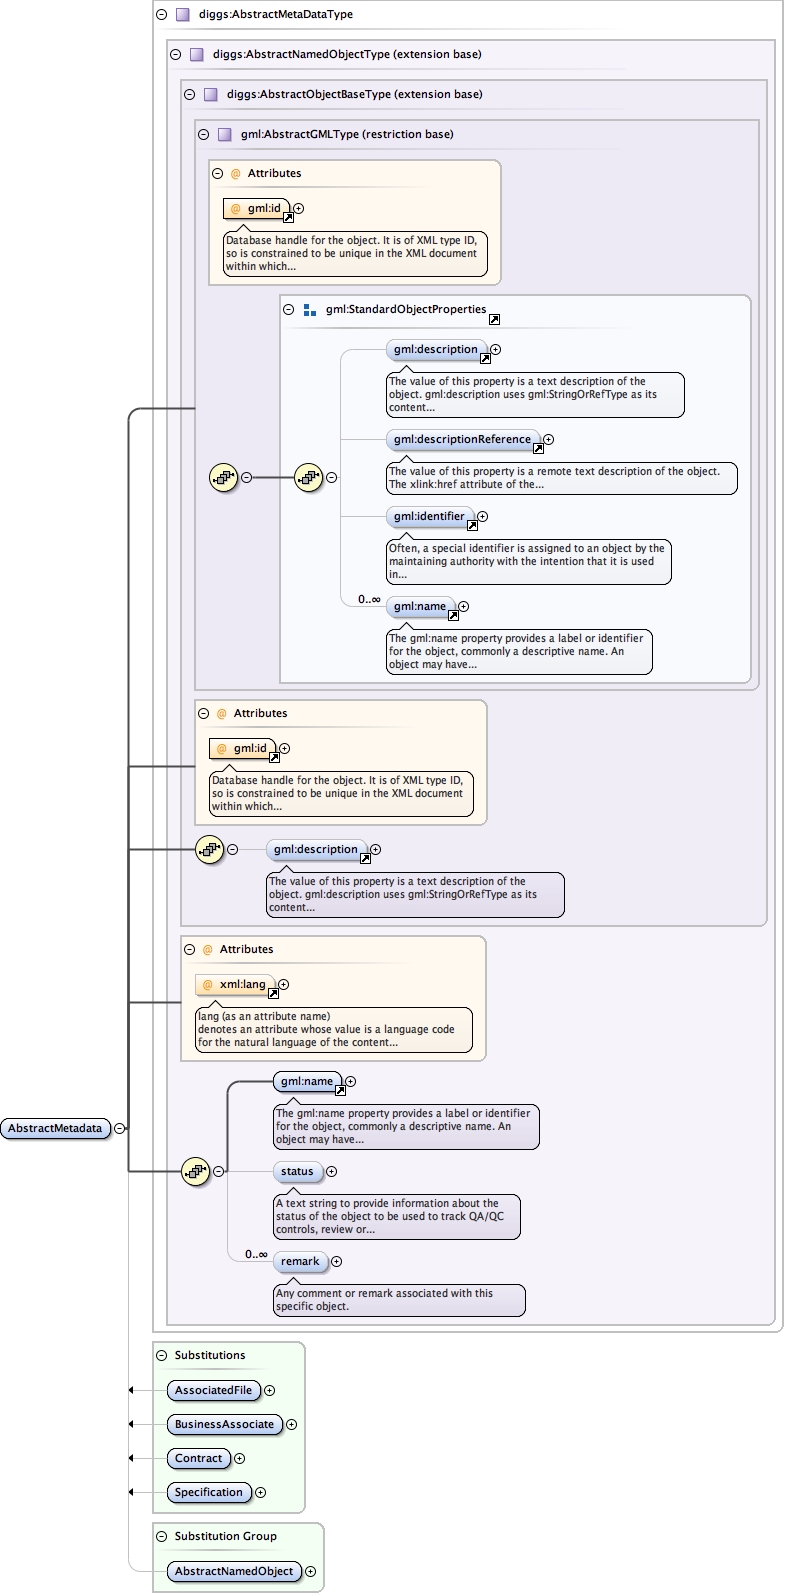 diggs:AbstractMetaDataType
diggs:AbstractNamedObjectType (extension base)
diggs:AbstractObjectBaseType (extension base)
gml:AbstractGMLType (restriction base)
@ Attributes
@ gml:id
Database handle for the object. It is of XML type ID,
so is constrained to be unique in the XML document
within which...
gml:StandardObjectProperties
gml:description
The value of this property is a text description of the
object. gml:description uses gml:StringOrRefType as its
content...
gml:descriptionReference
The value of this property is a remote text description of the object.
The xlink:href attribute of the...
gml:identifier
Often, a special identifier is assigned to an object by the
maintaining authority with the intention that it is used
in...
0..∞ gml:name
The gml:name property provides a label or identifier
for the object, commonly a descriptive name. An
object may have...
@ Attributes
@ gml:id
Database handle for the object. It is of XML type ID,
so is constrained to be unique in the XML document
within which...
gml:description
The value of this property is a text description of the
object. gml:description uses gml:StringOrRefType as its
content...
@ Attributes
@ xml:lang
lang (as an attribute name)
denotes an attribute whose value is a language code
for the natural language of the content...
gml:name
The gml:name property provides a label or identifier
for the object, commonly a descriptive name. An
object may have...
AbstractMetadata
status
A text string to provide information about the
status of the object to be used to track QA/QC
controls, review or...
0..∞ remark
Any comment or remark associated with this
specific object.
Substitutions
AssociatedFile
BusinessAssociate
Contract
Specification
Substitution Group
AbstractNamedObject